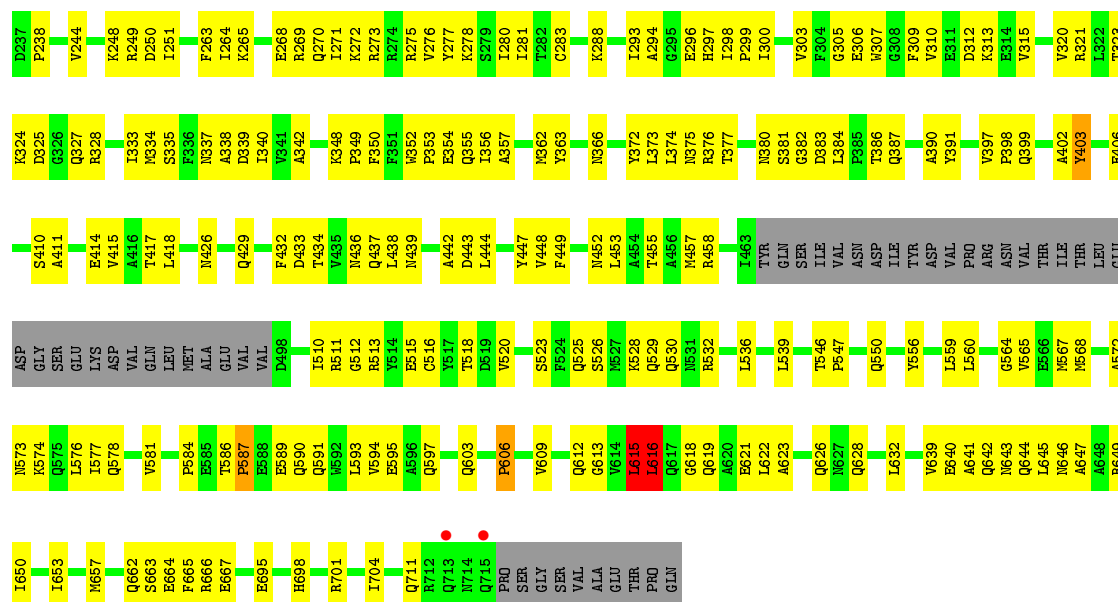 D237 P238 V244 K248 R249 D250 I251 F263 I264 K265 E268 R269 Q270 I271 K272 R273 R274 R275 V276 Y277 K278 S279 I280 I281 T282 C283 K288 I293 A294 G295 E296 H297 I298 P299 I300 V303 F304 G305 E306 W307 G308 F309 V310 E311 D312 K313 E314 V315 V320 R321 L322 T323
K324 D325 G326 Q327 R328 I333 M334 S335 F336 N337 A338 D339 I340 V341 A342 K348 P349 F350 F351 W352 P353 E354 Q355 I356 A357 M362 Y363 N366 Y372 L373 L374 N375 R376 T377 N380 S381 G382 D383 L384 P385 T386 Q387 A390 Y391 V397 P398 Q399 A402 Y403 E406
S410 A411 E414 V415 A416 T417 L418 N426 Q429 F432 D433 T434 V435 N436 Q437 L438 N439 A442 D443 L444 Y447 V448 F449 N452 L453 A454 T455 A456 M457 R458 I463 TYR GLN SER ILE VAL ASN ASP ILE TYR ASP VAL PRO ARG ASN VAL THR ILE THR LEU GLU
ASP GLY SER GLU LYS ASP VAL GLN LEU MET ALA GLU VAL VAL D498 I510 R511 G512 R513 Y514 E515 C516 Y517 T518 D519 V520 S523 F524 Q525 S526 M527 K528 Q529 Q530 N531 R532 L536 L539 T546 P547 Q550 Y556 L559 L560 G564 V565 E566 M567 M568 A572
N573 K574 Q575 L576 I577 Q578 V581 P584 E585 T586 P587 E588 E589 Q590 Q591 W592 L593 V594 E595 A596 Q597 Q603 P606 V609 Q612 G613 V614 L615 L616 Q617 G618 Q619 A620 E621 L622 A623 Q626 N627 Q628 L632 V639 E640 A641 Q642 N643 Q644 L645 N646 A647 A648 R649
I650 I653 M657 Q662 S663 E664 F665 R666 E667 E695 H698 R701 I704 Q711 R712 Q713 N714 Q715 PRO SER GLY SER VAL ALA GLU THR PRO GLN